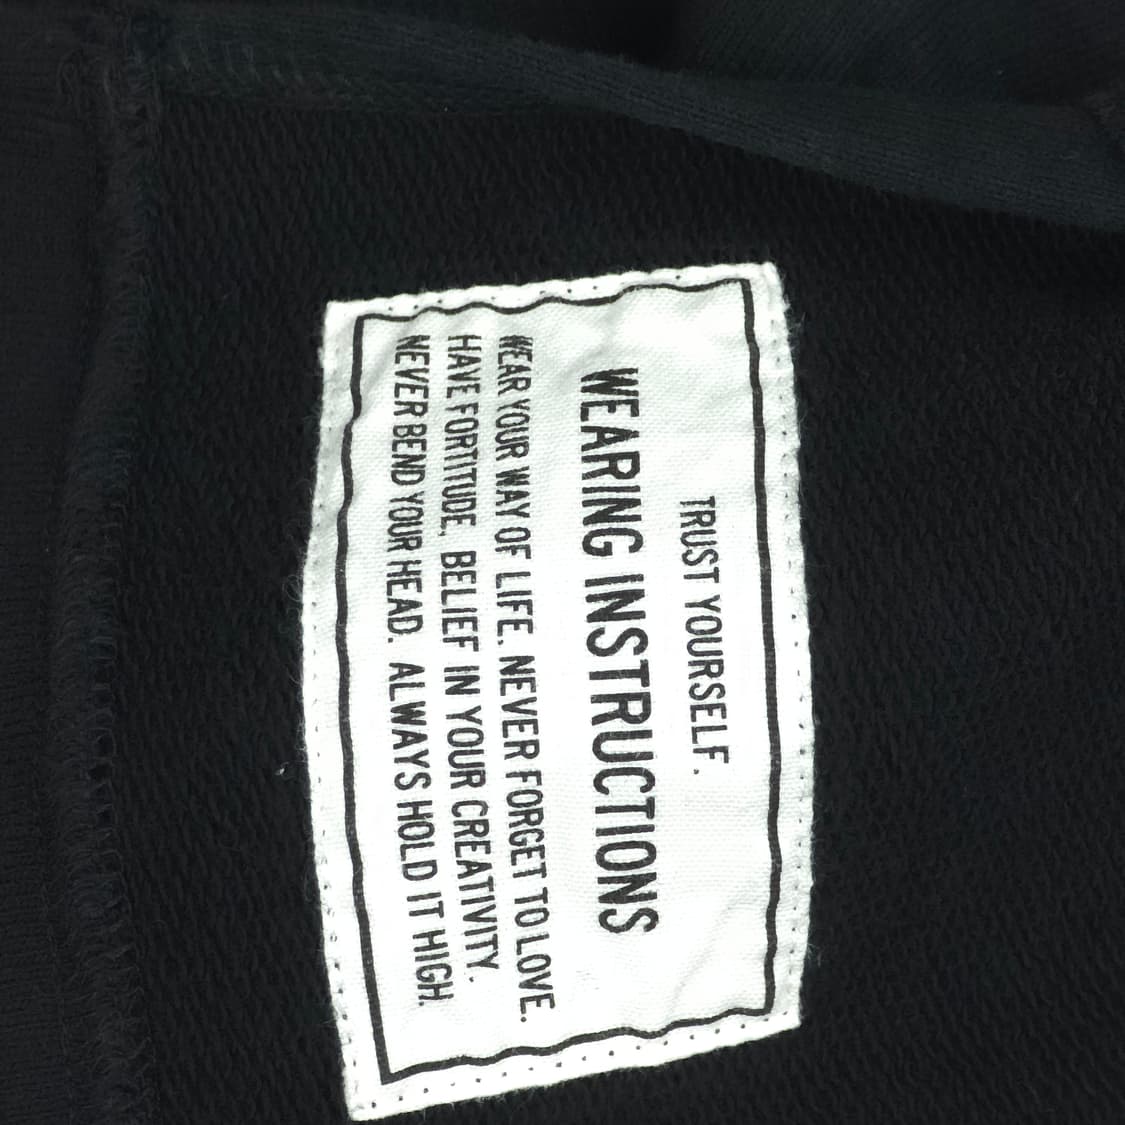 TRUST YOURSELF.
WEARING INSTRUCTIONS
WEAR YOUR WAY OF LIFE. NEVER FORGET TO LOVE.
HAVE FORTITUDE, BELIEF IN YOUR CREATIVITY.
NEVER BEND YOUR HEAD. ALWAYS HOLD IT HIGH.